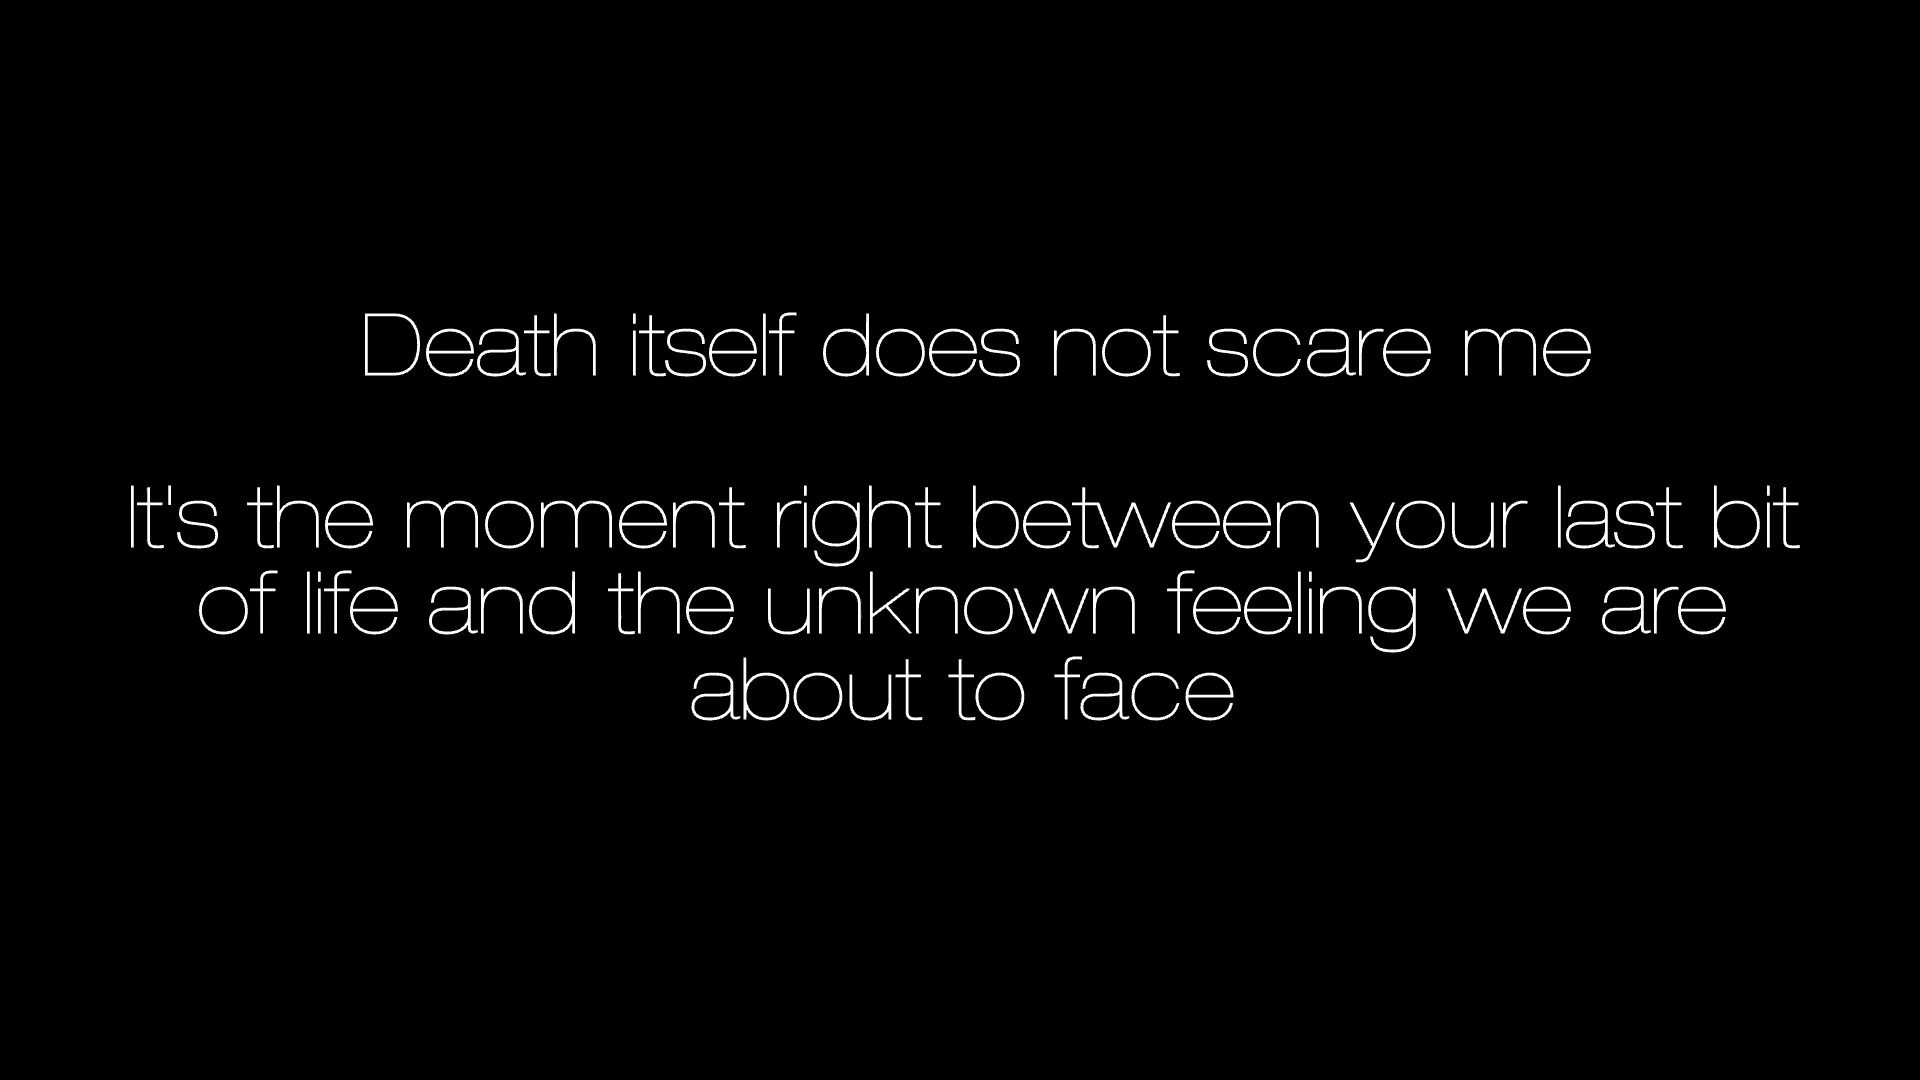 Death itself does not scare me
It's the moment right between your last bit
of life and the unknown feeling we are
about to face